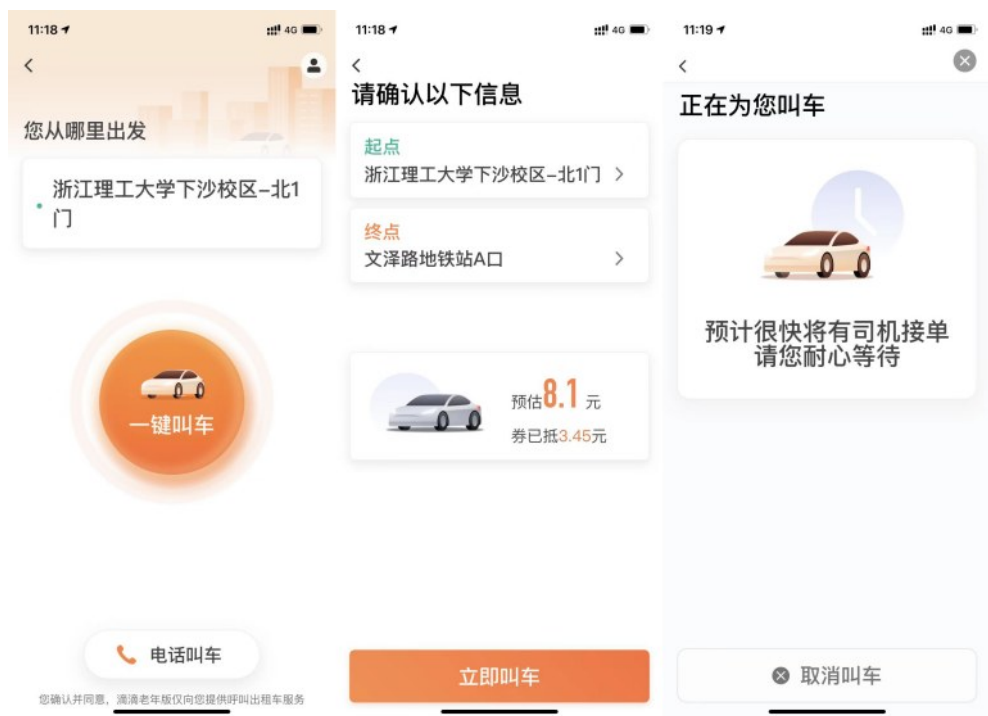 11:18
4G
您从哪里出发
浙江理工大学下沙校区-北1
门
一键叫车
电话叫车
您确认并同意，滴滴老年版仅向您提供呼叫出租车服务
11:18
4G
请确认以下信息
起点
浙江理工大学下沙校区-北1门
终点
文泽路地铁站A口
预估8.1 元
券已抵3.45元
立即叫车
11:19
4G
正在为您叫车
预计很快将有司机接单
请您耐心等待
取消叫车